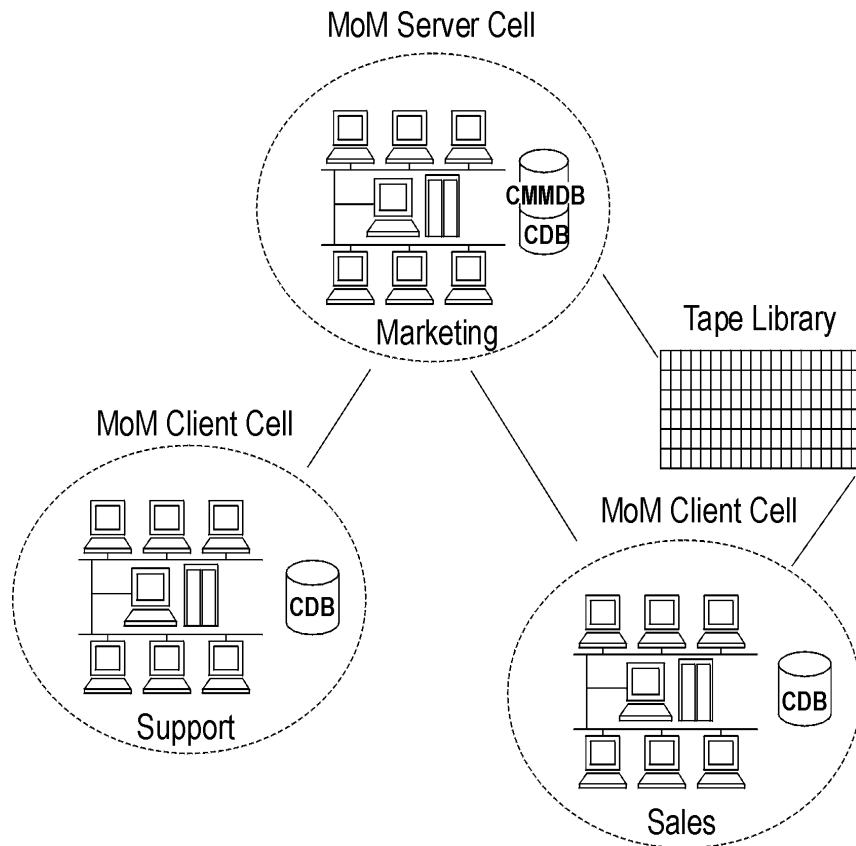 MoM Server Cell
CMMDB
CDB
Marketing
Tape Library
MoM Client Cell
CDB
Support
MoM Client Cell
CDB
Sales